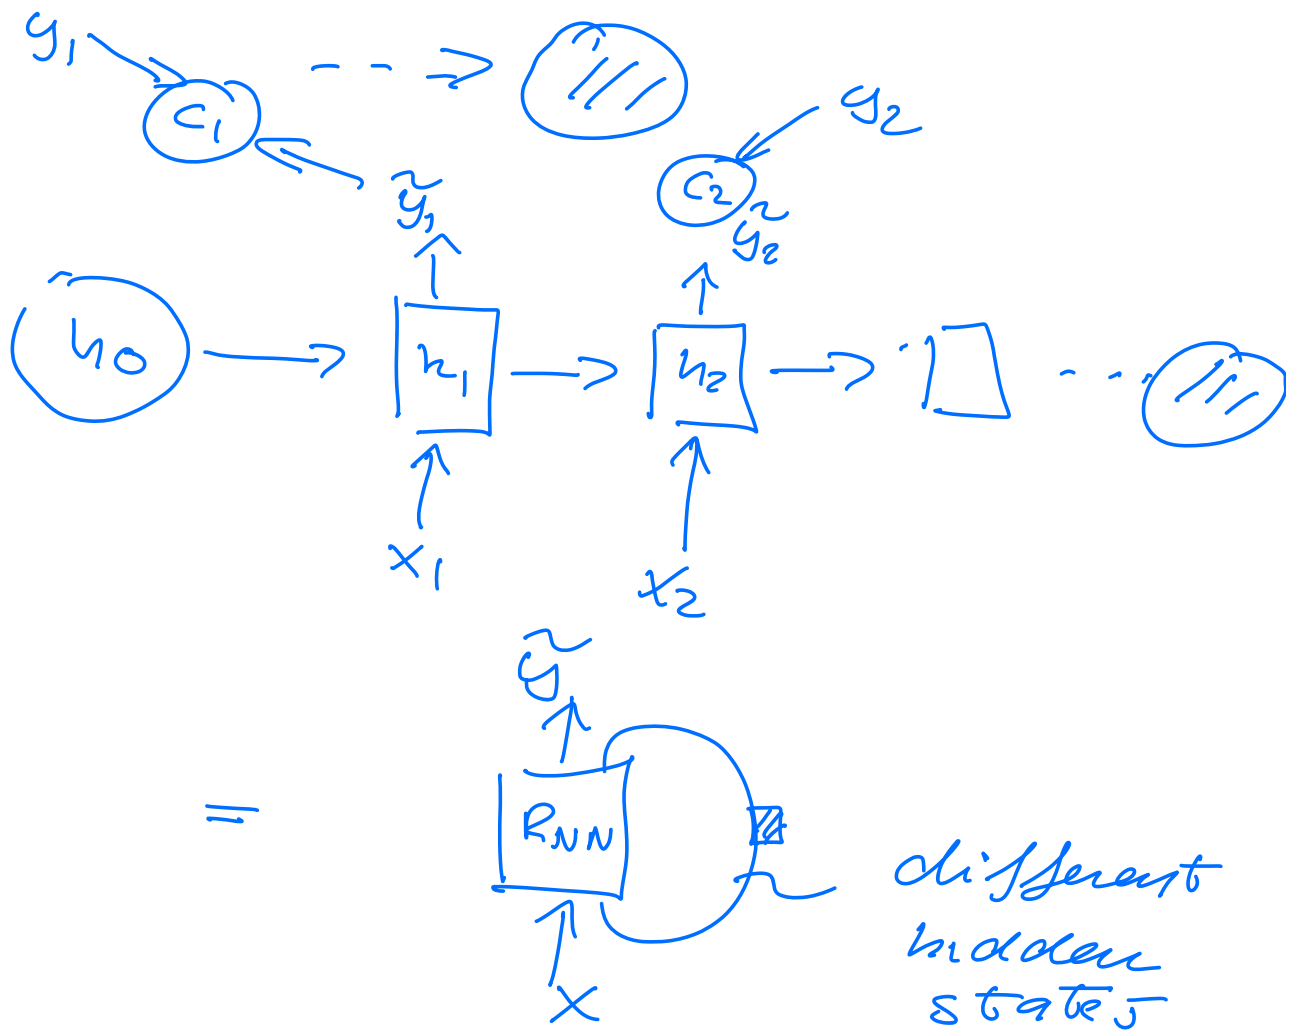 y₁
c₁
y₂
ỹ₁
c₂
ỹ₂
h₀
h₁
h₂
x₁
x₂
ỹ
=
RNN
x
different
hidden
states